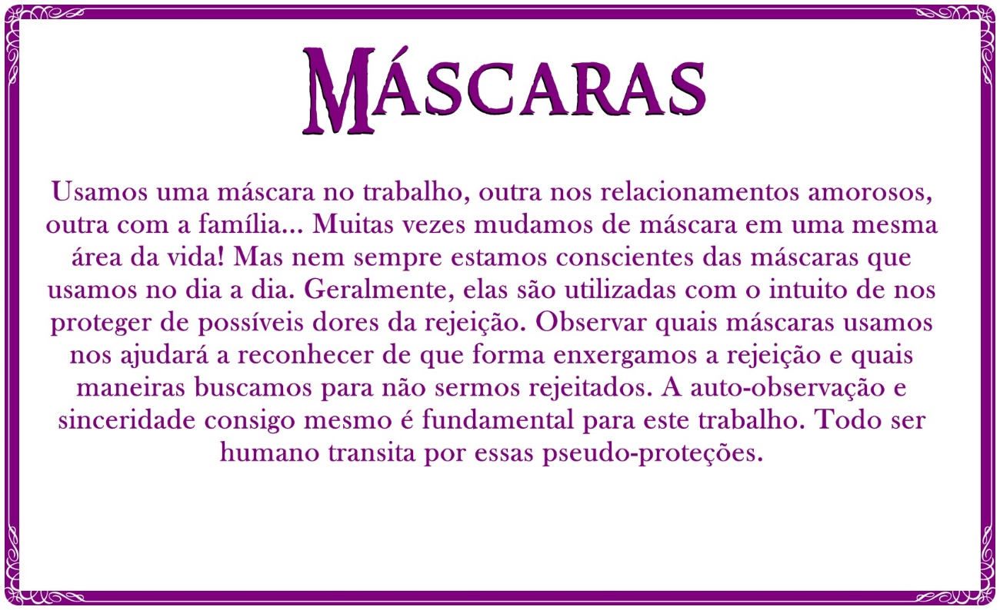 Máscaras
Usamos uma máscara no trabalho, outra nos relacionamentos amorosos,
outra com a família... Muitas vezes mudamos de máscara em uma mesma
área da vida! Mas nem sempre estamos conscientes das máscaras que
usamos no dia a dia. Geralmente, elas são utilizadas com o intuito de nos
proteger de possíveis dores da rejeição. Observar quais máscaras usamos
nos ajudará a reconhecer de que forma enxergamos a rejeição e quais
maneiras buscamos para não sermos rejeitados. A auto-observação e
sinceridade consigo mesmo é fundamental para este trabalho. Todo ser
humano transita por essas pseudo-proteções.